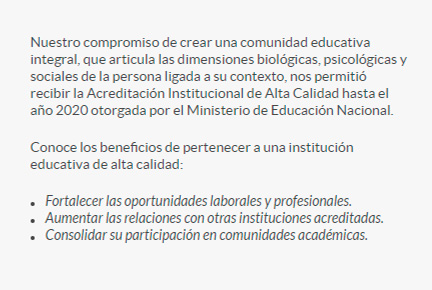 Nuestro compromiso de crear una comunidad educativa
integral, que articula las dimensiones biológicas, psicológicas y
sociales de la persona ligada a su contexto, nos permitió
recibir la Acreditación Institucional de Alta Calidad hasta el
año 2020 otorgada por el Ministerio de Educación Nacional.
Conoce los beneficios de pertenecer a una institución
educativa de alta calidad:
• Fortalecer las oportunidades laborales y profesionales.
• Aumentar las relaciones con otras instituciones acreditadas.
• Consolidar su participación en comunidades académicas.